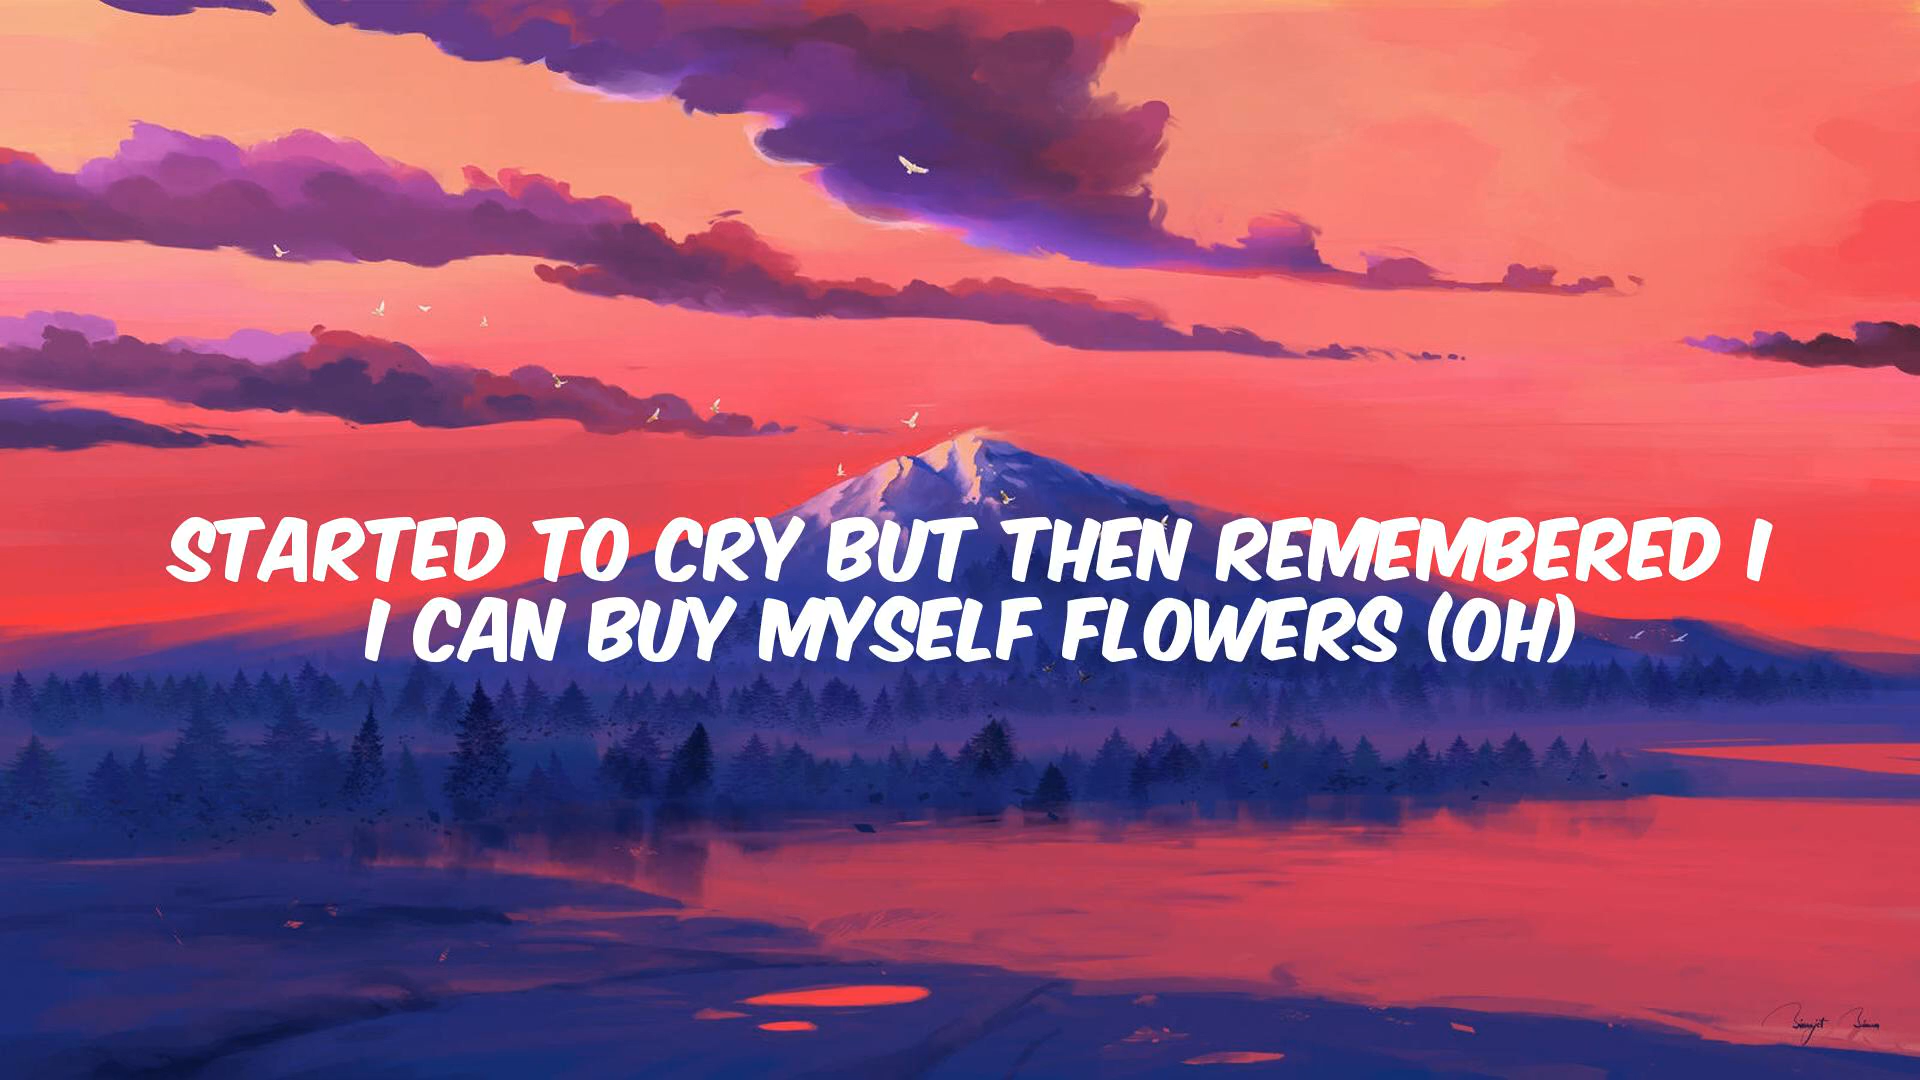 STARTED TO CRY BUT THEN REMEMBERED I
I CAN BUY MYSELF FLOWERS (OH)